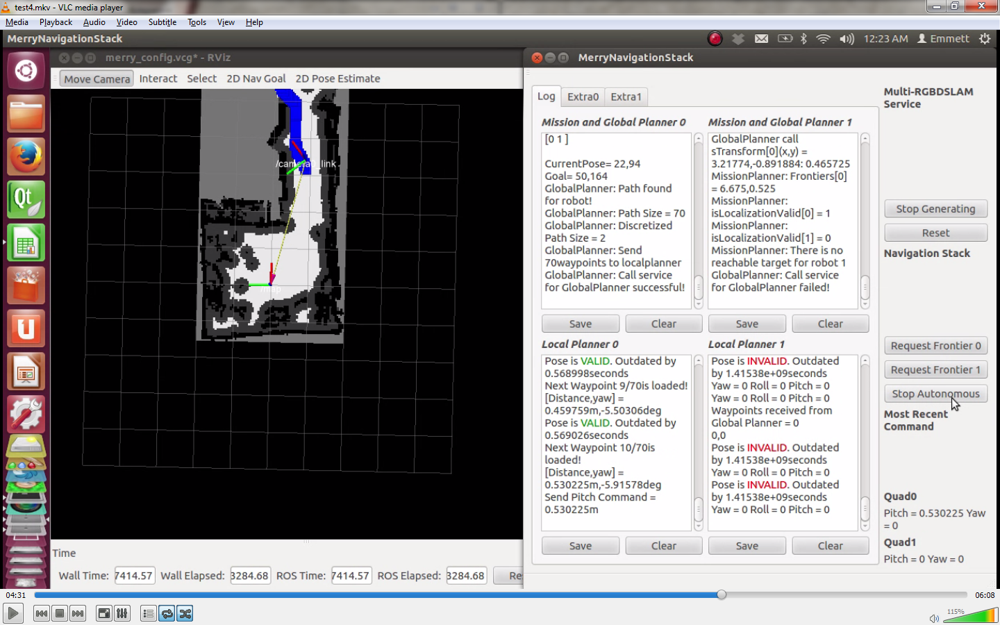 test4.mkv - VLC media player
Media Playback Audio Video Subtitle Tools View Help
MerryNavigationStack
12:23 AM Emmett
merry_config.vcg* - RViz
Move Camera Interact Select 2D Nav Goal 2D Pose Estimate
/camera0_link
/map
Time
Wall Time: 7414.57 Wall Elapsed: 3284.68 ROS Time: 7414.57 ROS Elapsed: 3284.68 Re
MerryNavigationStack
Log Extra0 Extra1
Mission and Global Planner 0
[0 1 ]
CurrentPose= 22,94
Goal= 50,164
GlobalPlanner: Path found
for robot!
GlobalPlanner: Path Size = 70
GlobalPlanner: Discretized
Path Size = 2
GlobalPlanner: Send
70waypoints to localplanner
GlobalPlanner: Call service
for GlobalPlanner successful!
Save Clear
Mission and Global Planner 1
GlobalPlanner call
sTransform[0](x,y) =
3.21774,-0.891884: 0.465725
MissionPlanner: Frontiers[0]
= 6.675,0.525
MissionPlanner:
isLocalizationValid[0] = 1
MissionPlanner:
isLocalizationValid[1] = 0
MissionPlanner: There is no
reachable target for robot 1
GlobalPlanner: Call service
for GlobalPlanner failed!
Save Clear
Local Planner 0
Pose is VALID. Outdated by
0.568998seconds
Next Waypoint 9/70is loaded!
[Distance,yaw] =
0.459759m,-5.50306deg
Pose is VALID. Outdated by
0.569026seconds
Next Waypoint 10/70is
loaded!
[Distance,yaw] =
0.530225m,-5.91578deg
Send Pitch Command =
0.530225m
Save Clear
Local Planner 1
Pose is INVALID. Outdated
by 1.41538e+09seconds
Yaw = 0 Roll = 0 Pitch = 0
Yaw = 0 Roll = 0 Pitch = 0
Waypoints received from
Global Planner = 0
0,0
Pose is INVALID. Outdated
by 1.41538e+09seconds
Yaw = 0 Roll = 0 Pitch = 0
Pose is INVALID. Outdated
by 1.41538e+09seconds
Yaw = 0 Roll = 0 Pitch = 0
Save Clear
Multi-RGBDSLAM
Service
Stop Generating
Reset
Navigation Stack
Request Frontier 0
Request Frontier 1
Stop Autonomous
Most Recent
Command
Quad0
Pitch = 0.530225 Yaw
= 0
Quad1
Pitch = 0 Yaw = 0
04:31 06:08
115%